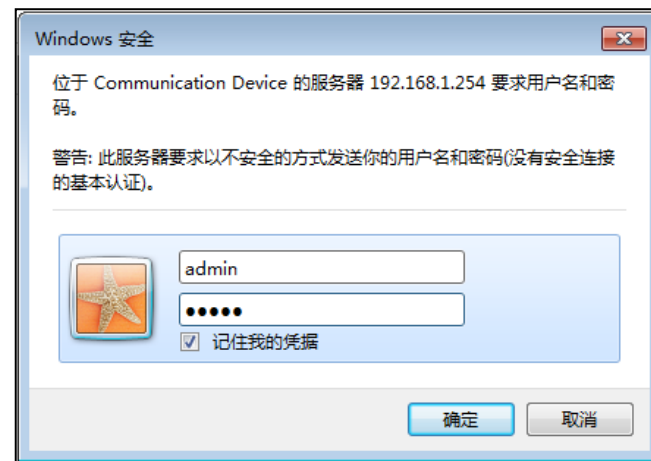 Windows 安全
位于 Communication Device 的服务器 192.168.1.254 要求用户名和密
码。
警告: 此服务器要求以不安全的方式发送你的用户名和密码(没有安全连接
的基本认证)。
admin
●●●●●
记住我的凭据
确定 取消